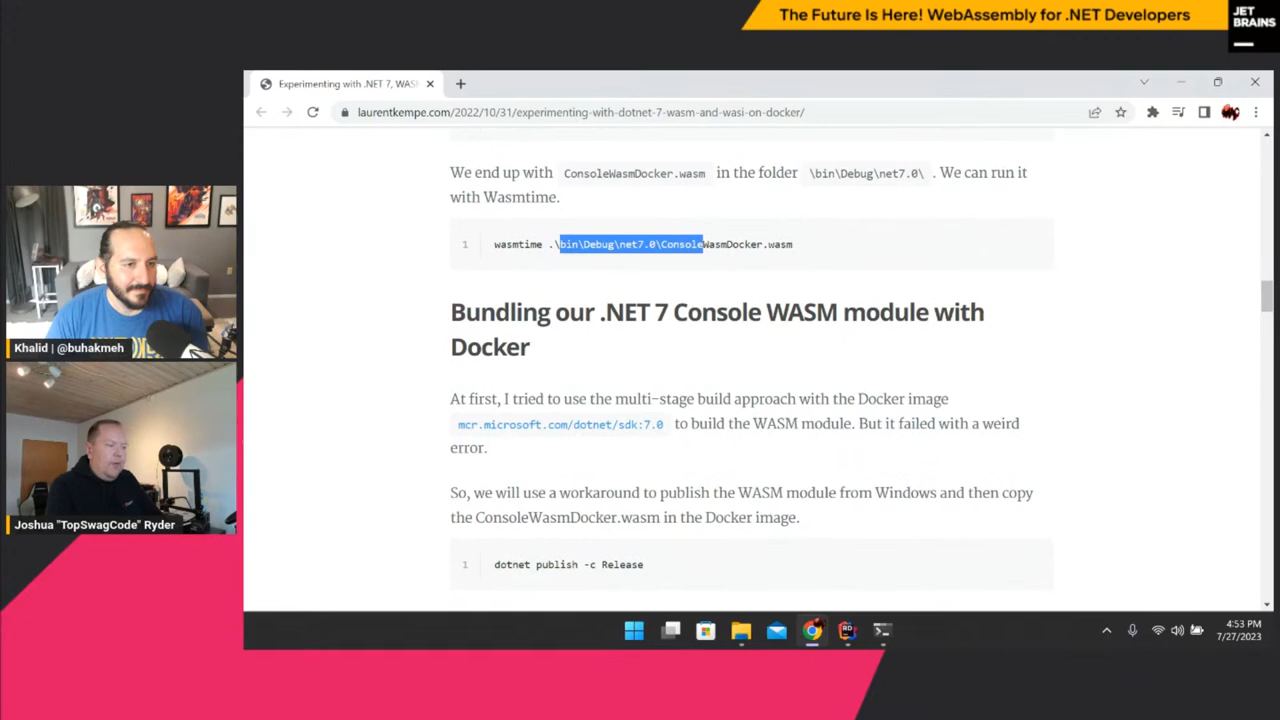 The Future Is Here! WebAssembly for .NET Developers
JET
BRAINS
Experimenting with .NET 7, WAS
laurentkempe.com/2022/10/31/experimenting-with-dotnet-7-wasm-and-wasi-on-docker/
We end up with ConsoleWasmDocker.wasm in the folder \bin\Debug\net7.0\ . We can run it
with Wasmtime.
1 wasmtime .\bin\Debug\net7.0\ConsoleWasmDocker.wasm
Bundling our .NET 7 Console WASM module with
Docker
At first, I tried to use the multi-stage build approach with the Docker image
mcr.microsoft.com/dotnet/sdk:7.0 to build the WASM module. But it failed with a weird
error.
So, we will use a workaround to publish the WASM module from Windows and then copy
the ConsoleWasmDocker.wasm in the Docker image.
1 dotnet publish -c Release
Khalid | @buhakmeh
Joshua "TopSwagCode" Ryder
RD
4:53 PM
7/27/2023